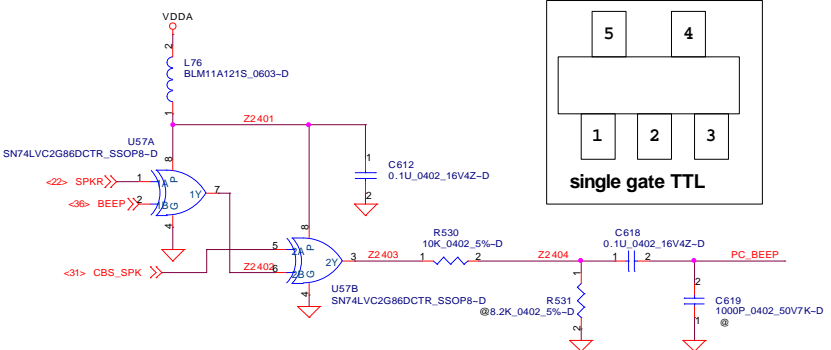 VDDA
2
L76
BLM11A121S_0603~D
1
Z2401
U57A
SN74LVC2G86DCTR_SSOP8~D
8
P
<22> SPKR
1
1A
1Y
7
<36> BEEP
2
1B
G
4
1
C612
0.1U_0402_16V4Z~D
2
8
P
<31> CBS_SPK
5
2A
Z2402
6
2B
G
2Y
3
4
U57B
SN74LVC2G86DCTR_SSOP8~D
Z2403
R530
10K_0402_5%~D
1
2
Z2404
C618
0.1U_0402_16V4Z~D
1
2
PC_BEEP
1
R531
@8.2K_0402_5%~D
2
2
C619
1000P_0402_50V7K~D
1
@
5
4
1
2
3
single gate TTL